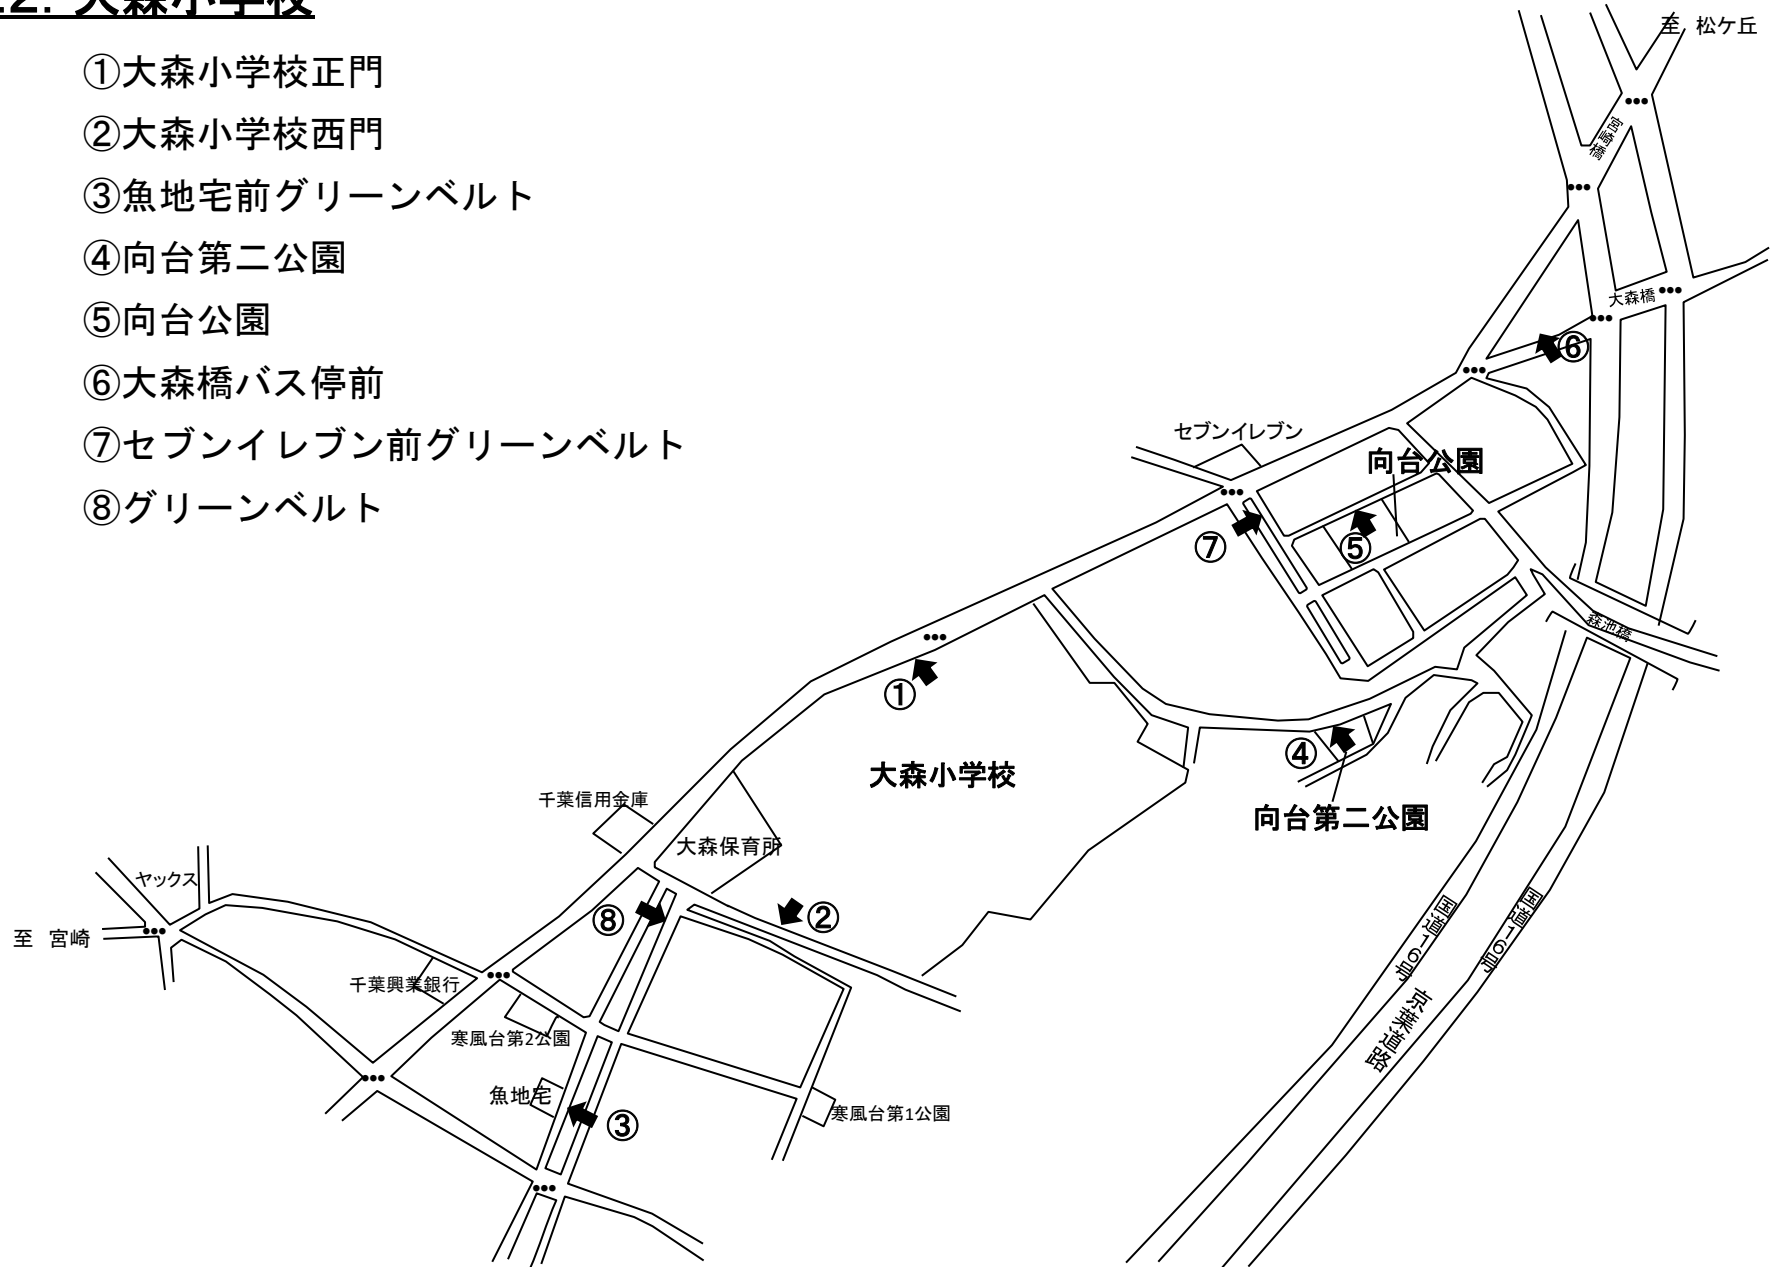 2. 大森小学校
①大森小学校正門
②大森小学校西門
③魚地宅前グリーンベルト
④向台第二公園
⑤向台公園
⑥大森橋バス停前
⑦セブンイレブン前グリーンベルト
⑧グリーンベルト
至 松ケ丘
宮崎橋
大森橋
⑥
セブンイレブン
向台公園
⑦
⑤
森池橋
①
④
大森小学校
向台第二公園
千葉信用金庫
大森保育所
ヤックス
⑧
②
至 宮崎
国道16号
国道16号
千葉興業銀行
京葉道路
寒風台第2公園
魚地宅
③
寒風台第1公園